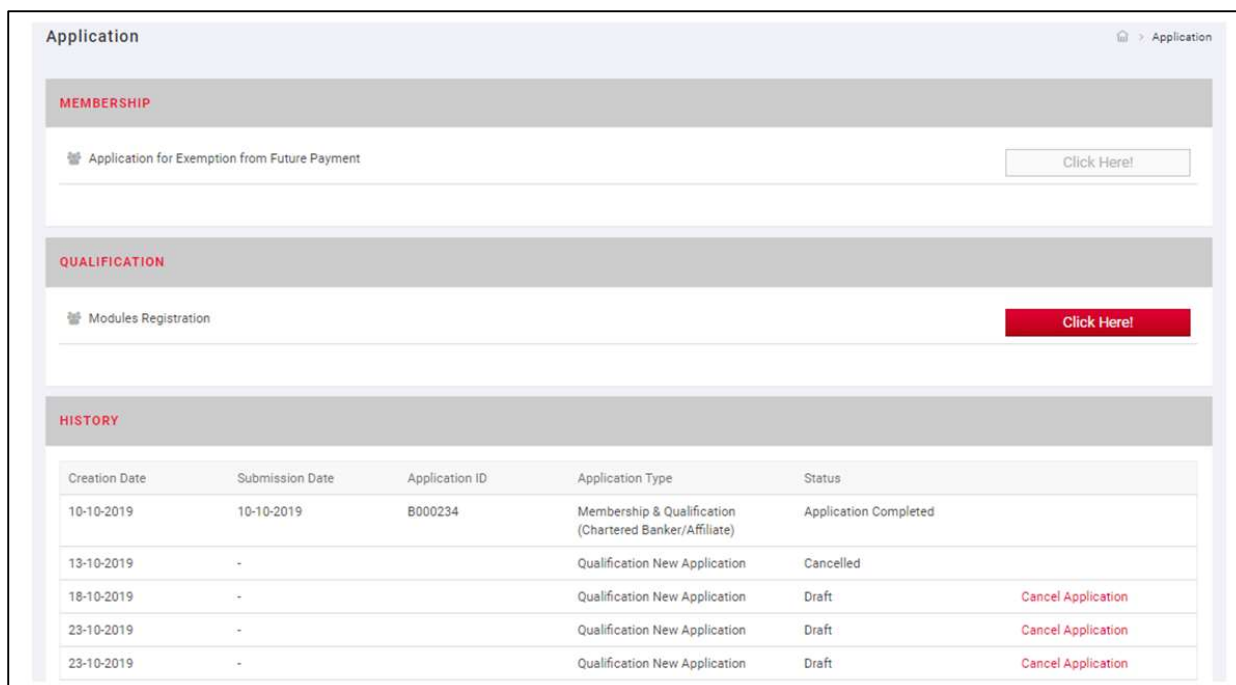 Application
> Application
MEMBERSHIP
Application for Exemption from Future Payment
Click Here!
QUALIFICATION
Modules Registration
Click Here!
HISTORY
Creation Date Submission Date Application ID Application Type Status
10-10-2019 10-10-2019 B000234 Membership & Qualification Application Completed
(Chartered Banker/Affiliate)
13-10-2019 - Qualification New Application Cancelled
18-10-2019 - Qualification New Application Draft Cancel Application
23-10-2019 - Qualification New Application Draft Cancel Application
23-10-2019 - Qualification New Application Draft Cancel Application